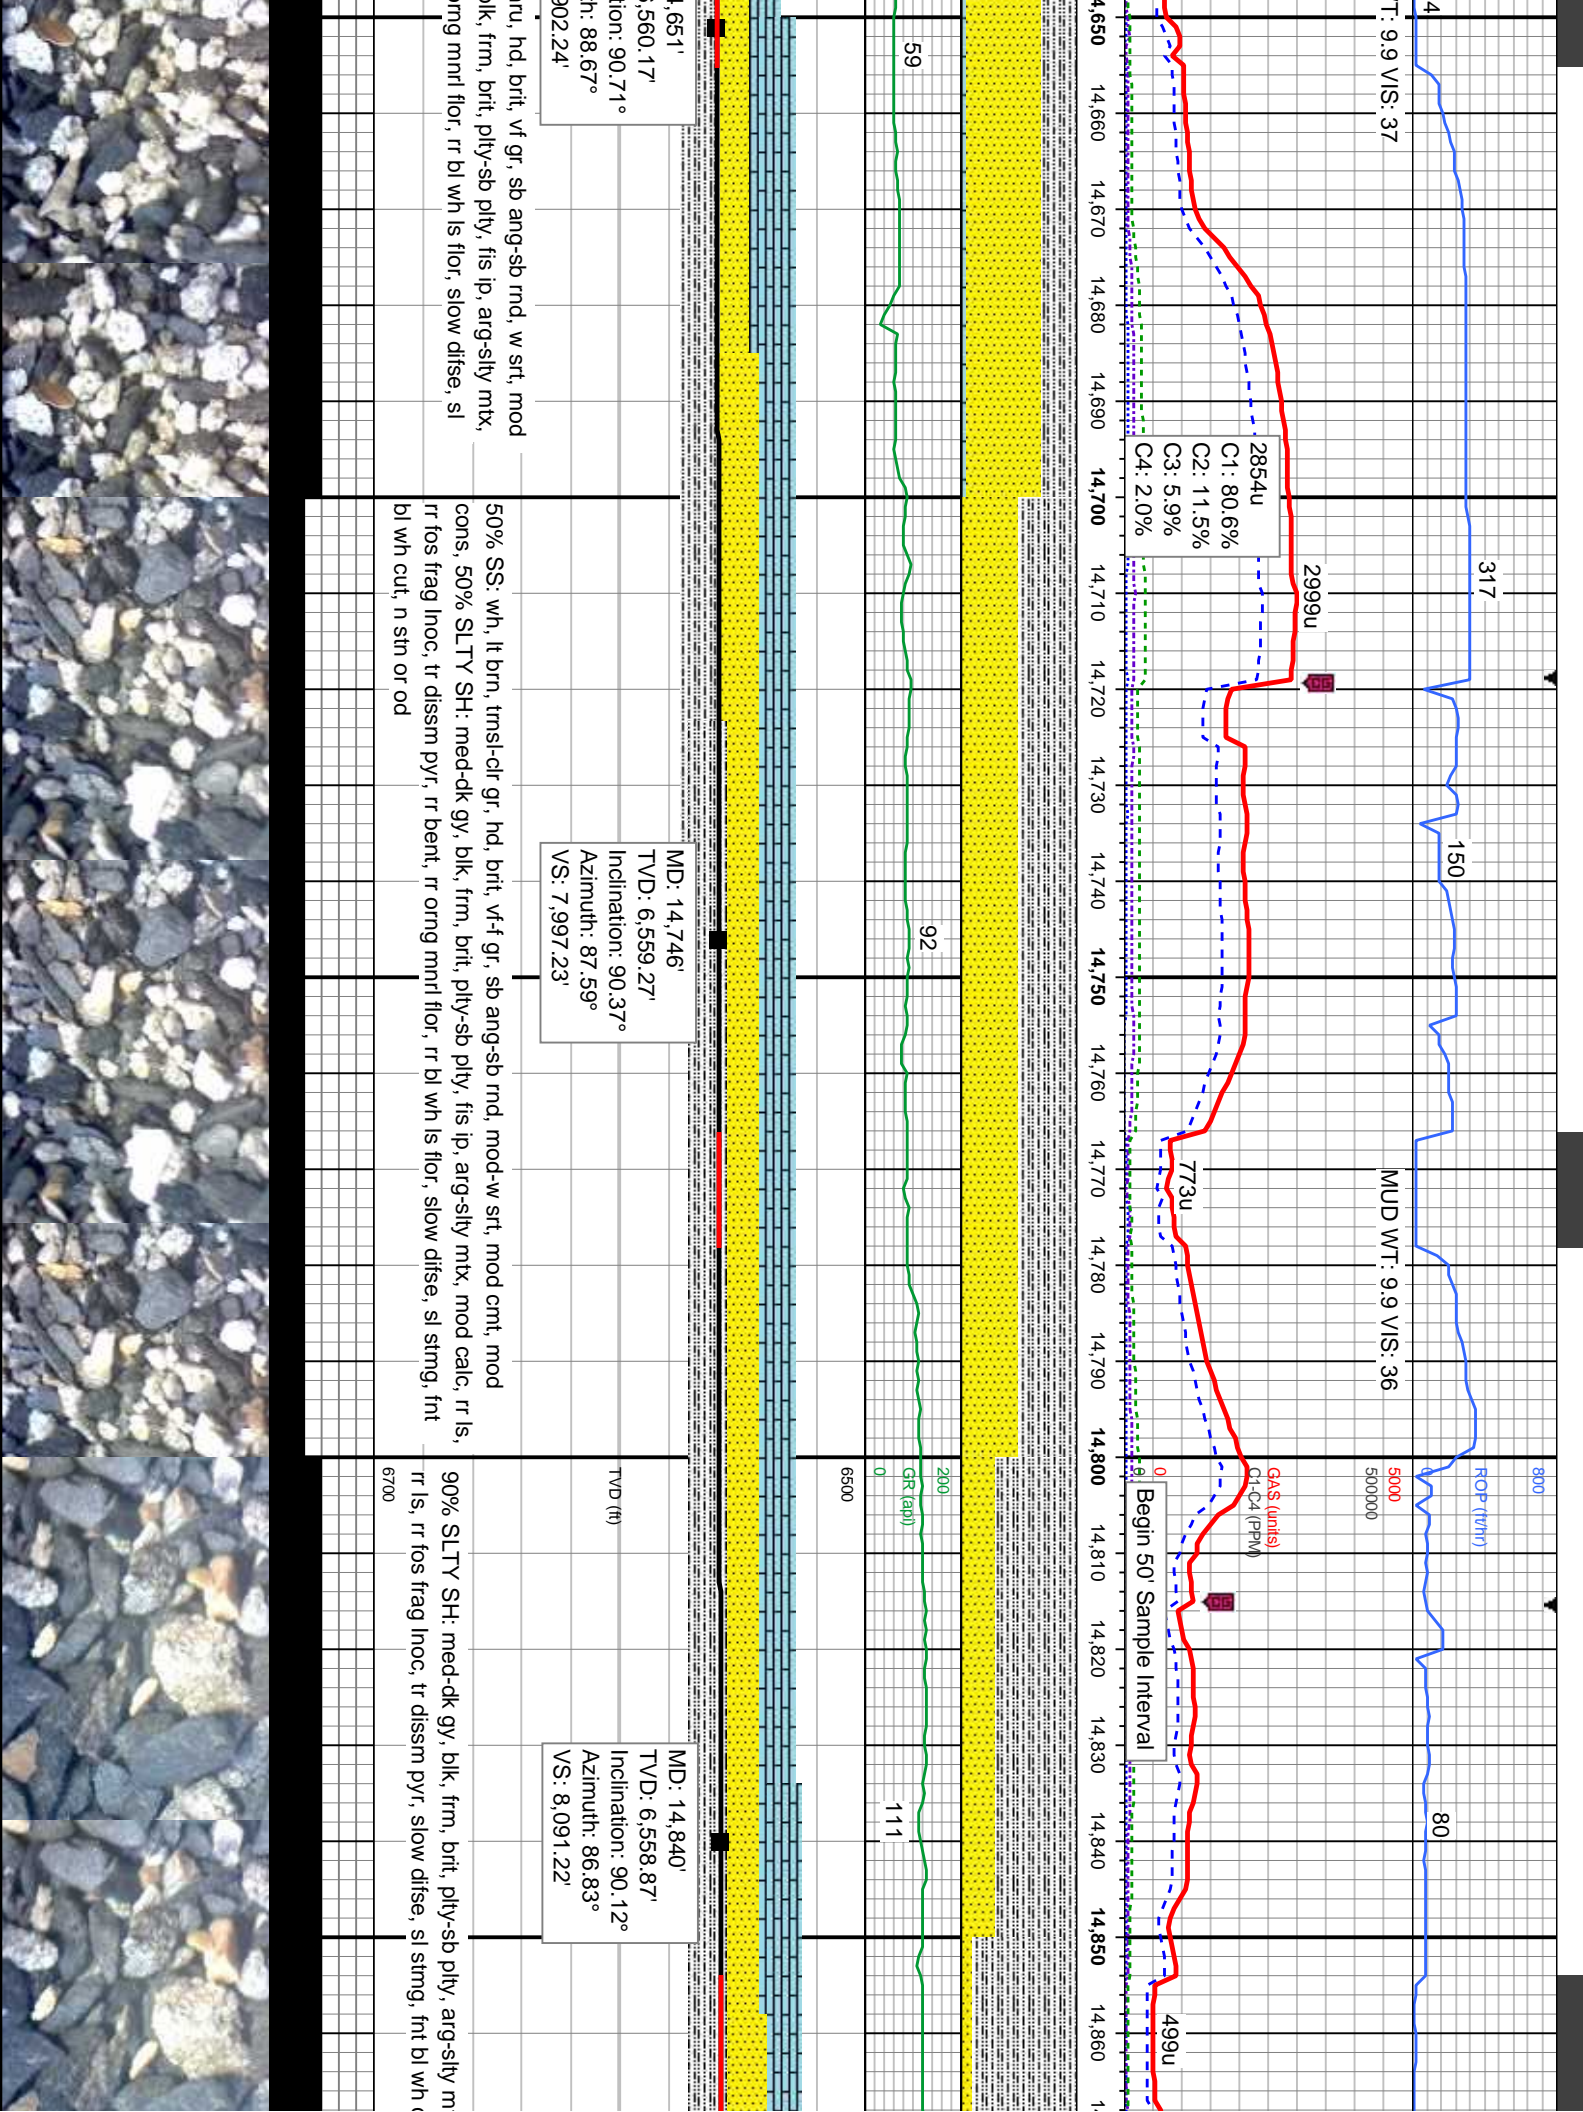 4
T: 9.9 VIS: 37
317
150
MUD WT: 9.9 VIS: 36
80
800
ROP (ft/hr)
0
5000
500000
GAS (units)
C1-C4 (PPM)
0
0
2999u
CG
2854u
C1: 80.6%
C2: 11.5%
C3: 5.9%
C4: 2.0%
773u
CG
Begin 50' Sample Interval
499u
14,650
14,660
14,670
14,680
14,690
14,700
14,710
14,720
14,730
14,740
14,750
14,760
14,770
14,780
14,790
14,800
14,810
14,820
14,830
14,840
14,850
14,860
59
92
111
200
GR (api)
0
6500
TVD (ft)
6700
4,651'
6,560.17'
tion: 90.71°
h: 88.67°
902.24'
MD: 14,746'
TVD: 6,559.27'
Inclination: 90.37°
Azimuth: 87.59°
VS: 7,997.23'
MD: 14,840'
TVD: 6,558.87'
Inclination: 90.12°
Azimuth: 86.83°
VS: 8,091.22'
hd, brit, vf gr, sb ang-sb rnd, w srt, mod
blk, frm, brit, plty-sb plty, fis ip, arg-slty mtx,
mnrl flor, rr bl wh ls flor, slow difse, sl
50% SS: wh, lt brn, trnsl-clr gr, hd, brit, vf-f gr, sb ang-sb rnd, mod-w srt, mod cmt, mod
cons, 50% SLTY SH: med-dk gy, blk, frm, brit, plty-sb plty, fis ip, arg-slty mtx, mod calc, rr ls,
rr fos frag Inoc, tr dissm pyr, rr bent, rr orng mnrl flor, rr bl wh ls flor, slow difse, sl stmg, fnt
bl wh cut, n stn or od
90% SLTY SH: med-dk gy, blk, frm, brit, plty-sb plty, arg-slty m
rr ls, rr fos frag Inoc, tr dissm pyr, slow difse, sl stmg, fnt bl wh